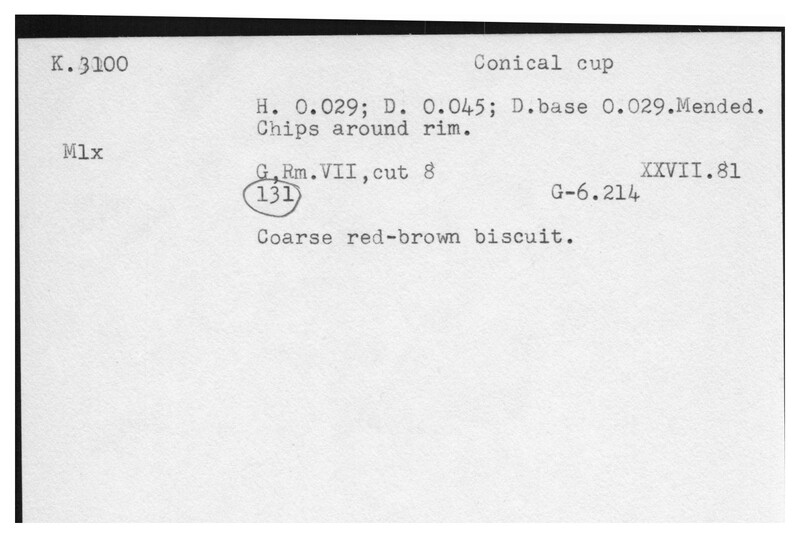 K.3100 Conical cup
H. 0.029; D. 0.045; D.base 0.029.Mended.
Chips around rim.
Mlx
G,Rm.VII,cut 8 XXVII.81
131 G-6.214
Coarse red-brown biscuit.